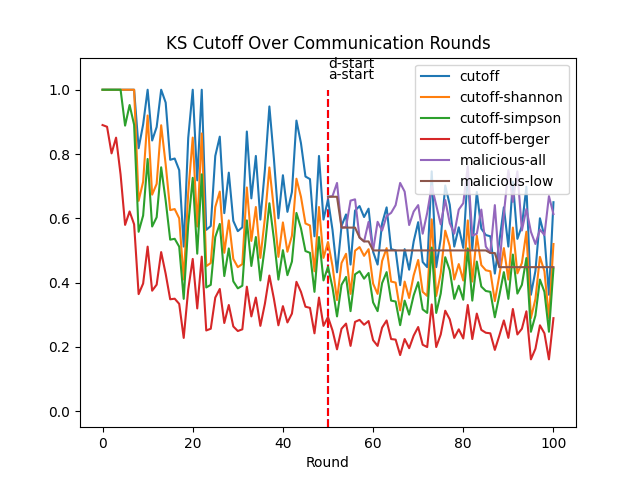 KS Cutoff Over Communication Rounds
d-start
a-start
cutoff
cutoff-shannon
cutoff-simpson
cutoff-berger
malicious-all
malicious-low
1.0
0.8
0.6
0.4
0.2
0.0
0 20 40 60 80 100
Round